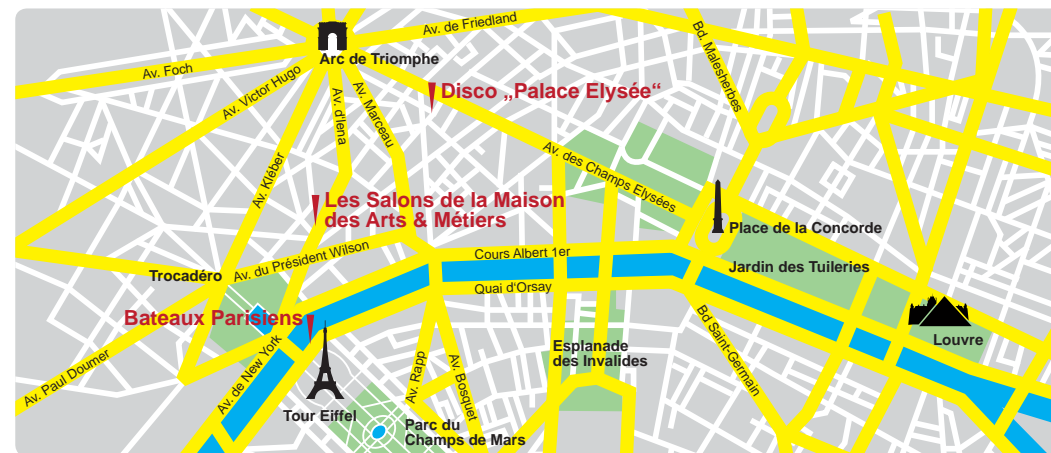 Av. de Friedland
Bd. Malesherbes
Arc de Triomphe
Av. Foch
Av. Victor Hugo
Av. d'Iena
Av. Marceau
Disco „Palace Elysée“
Av. Kléber
Av. des Champs Elysées
Les Salons de la Maison
des Arts & Métiers
Place de la Concorde
Av. du Président Wilson
Cours Albert 1er
Trocadéro
Jardin des Tuileries
Quai d'Orsay
Bateaux Parisiens
Bd Saint-Germain
Louvre
Esplanade
des Invalides
Av. Paul Doumer
Av. de New York
Av. Rapp
Av. Bosquet
Tour Eiffel
Parc du
Champs de Mars